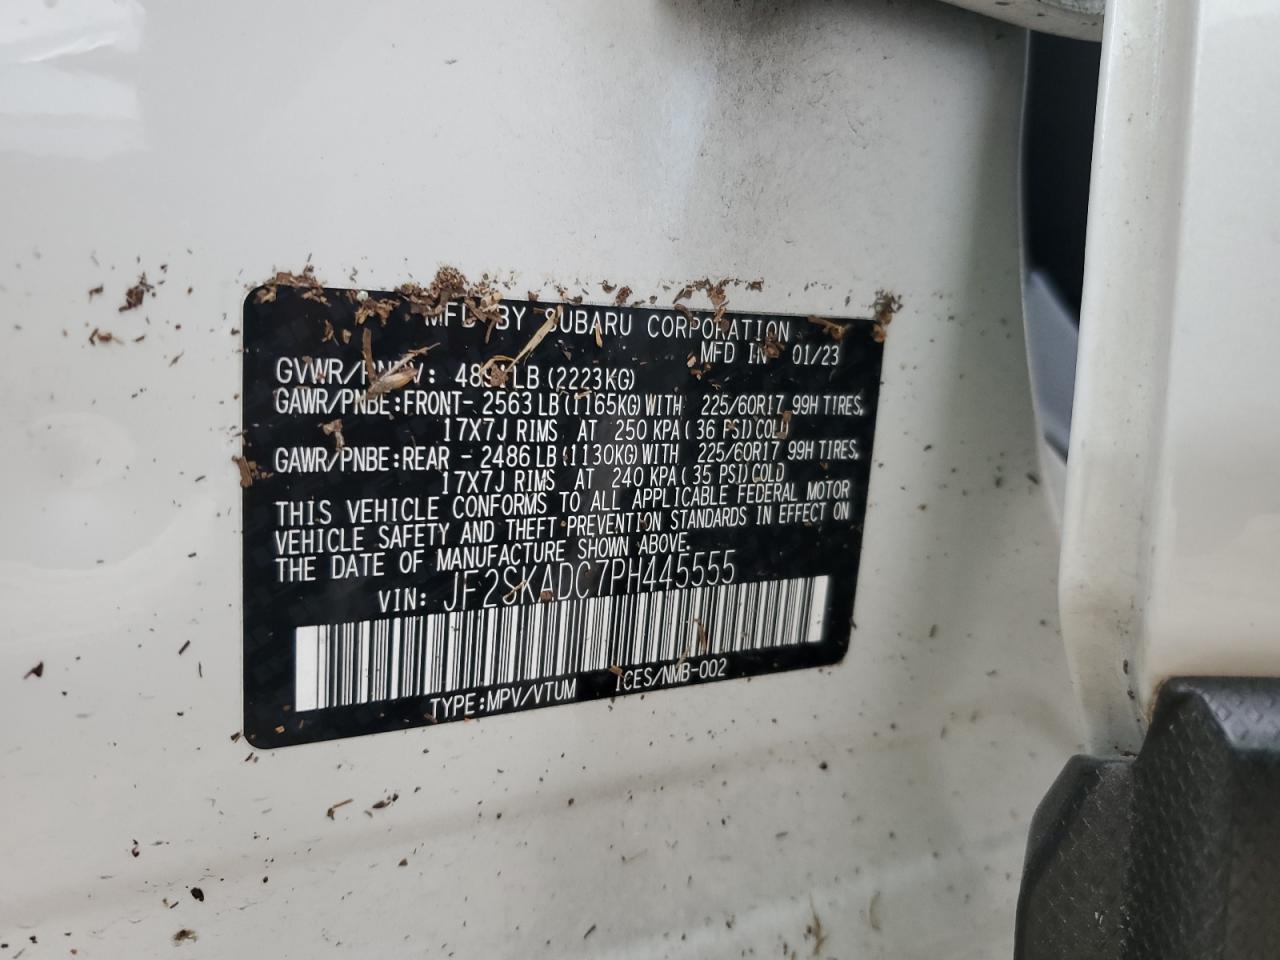 MFD BY SUBARU CORPORATION
MFD IN 01/23
GVWR/PNBV: LB (2223KG)
GAWR/PNBE:FRONT- 2563 LB (1165KG) WITH 225/60R17 99H TIRES,
17X7J RIMS AT 250 KPA ( 36 PSI) COLD
GAWR/PNBE:REAR - 2486 LB (1130KG) WITH 225/60R17 99H TIRES,
17X7J RIMS AT 240 KPA ( 35 PSI) COLD
THIS VEHICLE CONFORMS TO ALL APPLICABLE FEDERAL MOTOR
VEHICLE SAFETY AND THEFT PREVENTION STANDARDS IN EFFECT ON
THE DATE OF MANUFACTURE SHOWN ABOVE.
VIN: JF2SKADC7PH445555
TYPE:MPV/VTUM ICES/NMB-002